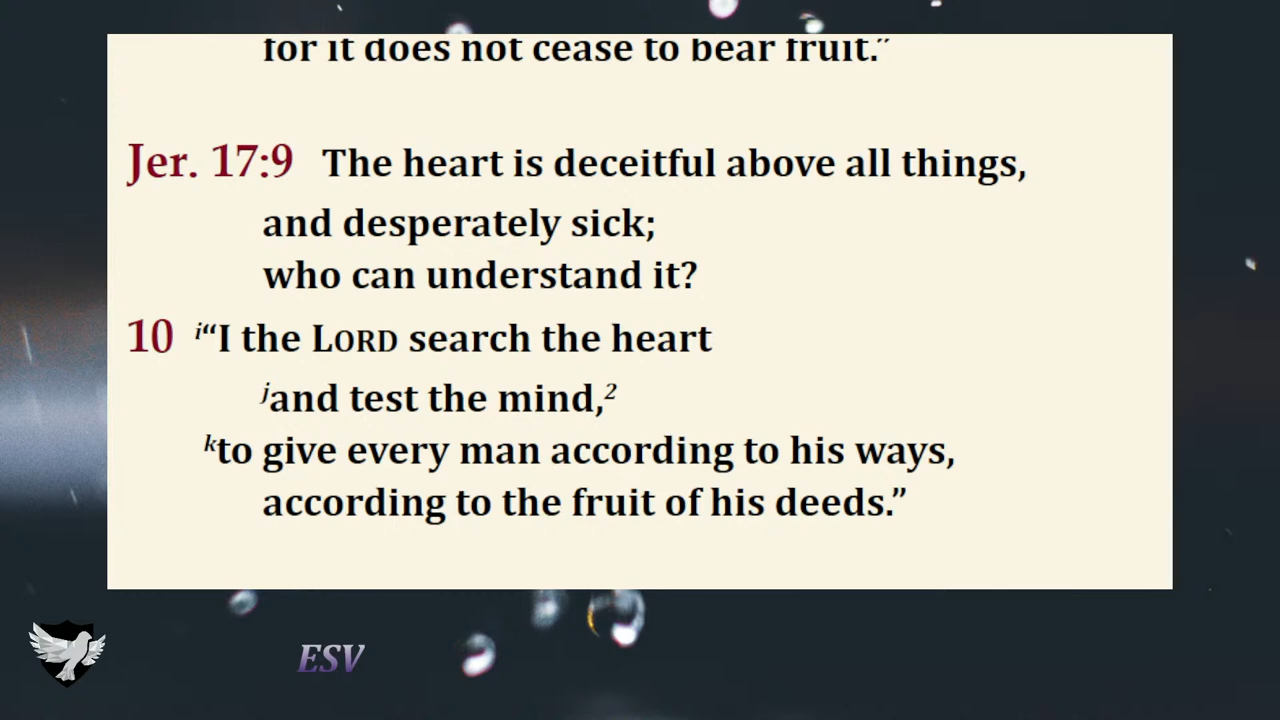 for it does not cease to bear fruit.”
Jer. 17:9 The heart is deceitful above all things,
and desperately sick;
who can understand it?
10 i“I the LORD search the heart
jand test the mind,2
kto give every man according to his ways,
according to the fruit of his deeds.”
ESV